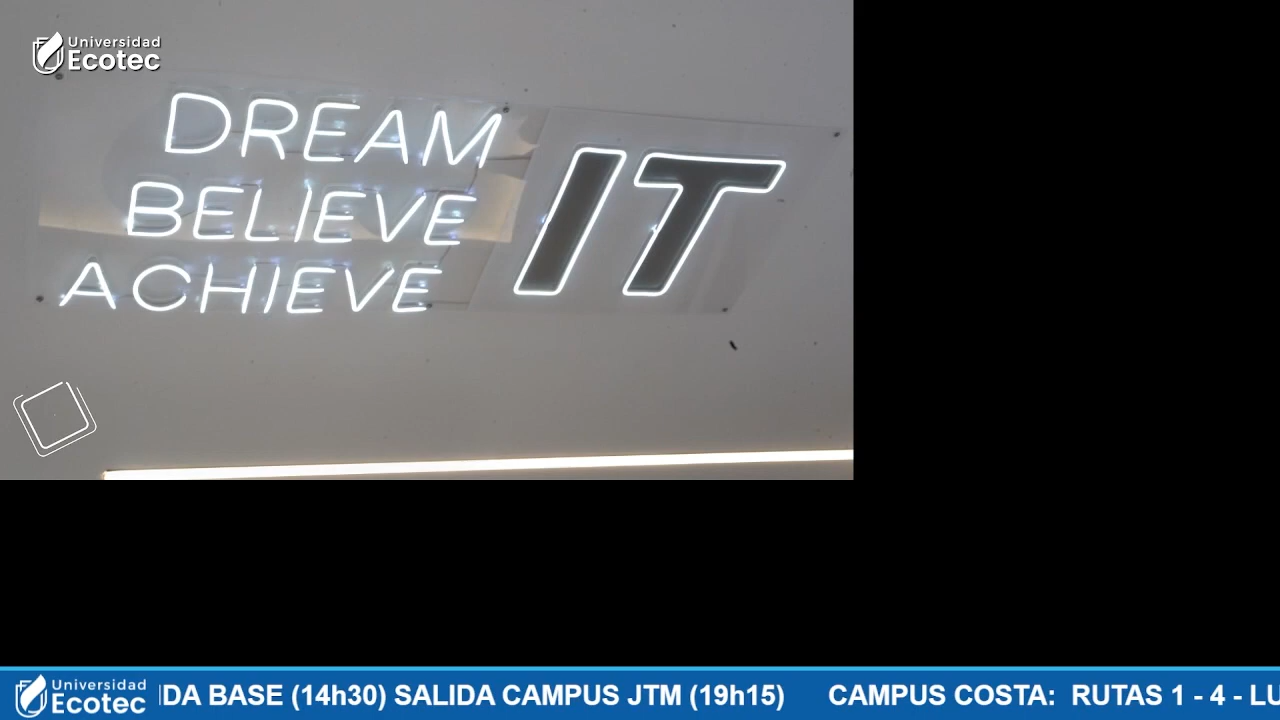 Universidad
Ecotec
DREAM
BELIEVE
ACHIEVE
IT
Universidad
Ecotec
DA BASE (14h30) SALIDA CAMPUS JTM (19h15) CAMPUS COSTA: RUTAS 1 - 4 - LU